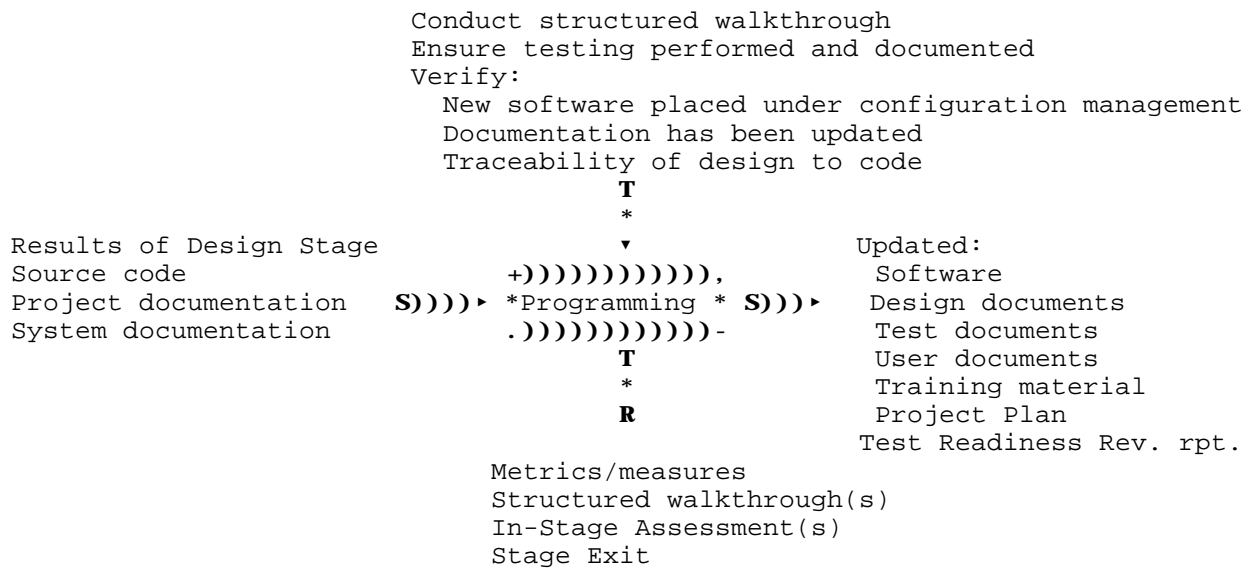 Conduct structured walkthrough
Ensure testing performed and documented
Verify:
New software placed under configuration management
Documentation has been updated
Traceability of design to code
T
*
▾
Results of Design Stage Updated:
Source code +)))))))))))), Software
Project documentation S))))▸ *Programming * S)))▸ Design documents
System documentation .))))))))))))- Test documents
T User documents
* Training material
R Project Plan
Test Readiness Rev. rpt.
Metrics/measures
Structured walkthrough(s)
In-Stage Assessment(s)
Stage Exit